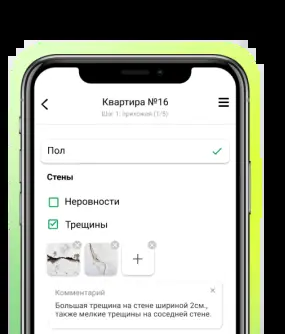 Квартира №16
Шаг 1: прихожая (1/5)
Пол
Стены
Неровности
Трещины
Комментарий
Большая трещина на стене шириной 2см.,
также мелкие трещины на соседней стене.